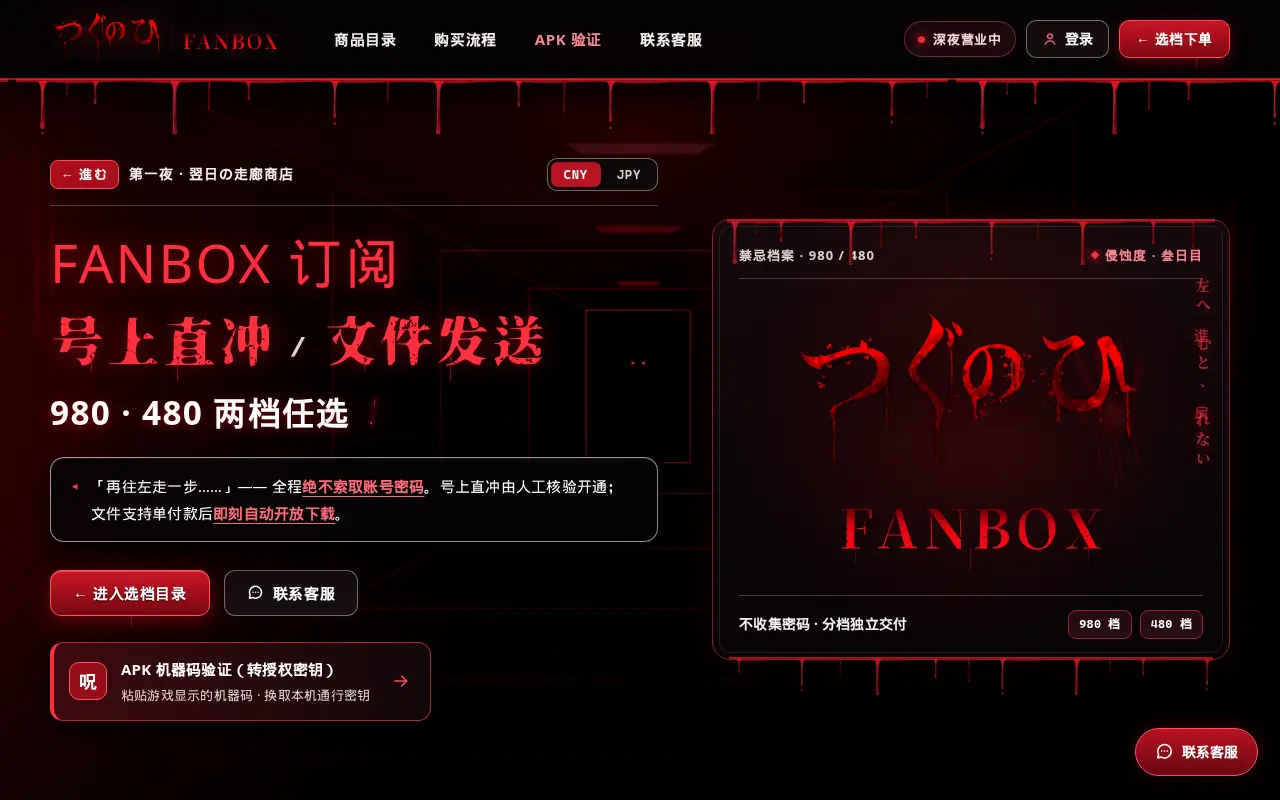 つぐのひ FANBOX
商品目录
购买流程
APK 验证
联系客服
深夜营业中
登录
← 选档下单
← 進む
第一夜 · 翌日の走廊商店
CNY
JPY
FANBOX 订阅
号上直冲 / 文件发送
980 · 480 两档任选
「再往左走一步……」—— 全程绝不索取账号密码。号上直冲由人工核验开通；
文件支持单付款后即刻自动开放下载。
← 进入选档目录
联系客服
呪
APK 机器码验证（转授权密钥）
粘贴游戏显示的机器码 · 换取本机通行密钥
→
禁忌档案 · 980 / 480
侵蚀度 · 叁日目
左へ進むと、戻れない
つぐのひ
FANBOX
不收集密码 · 分档独立交付
980 档
480 档
联系客服